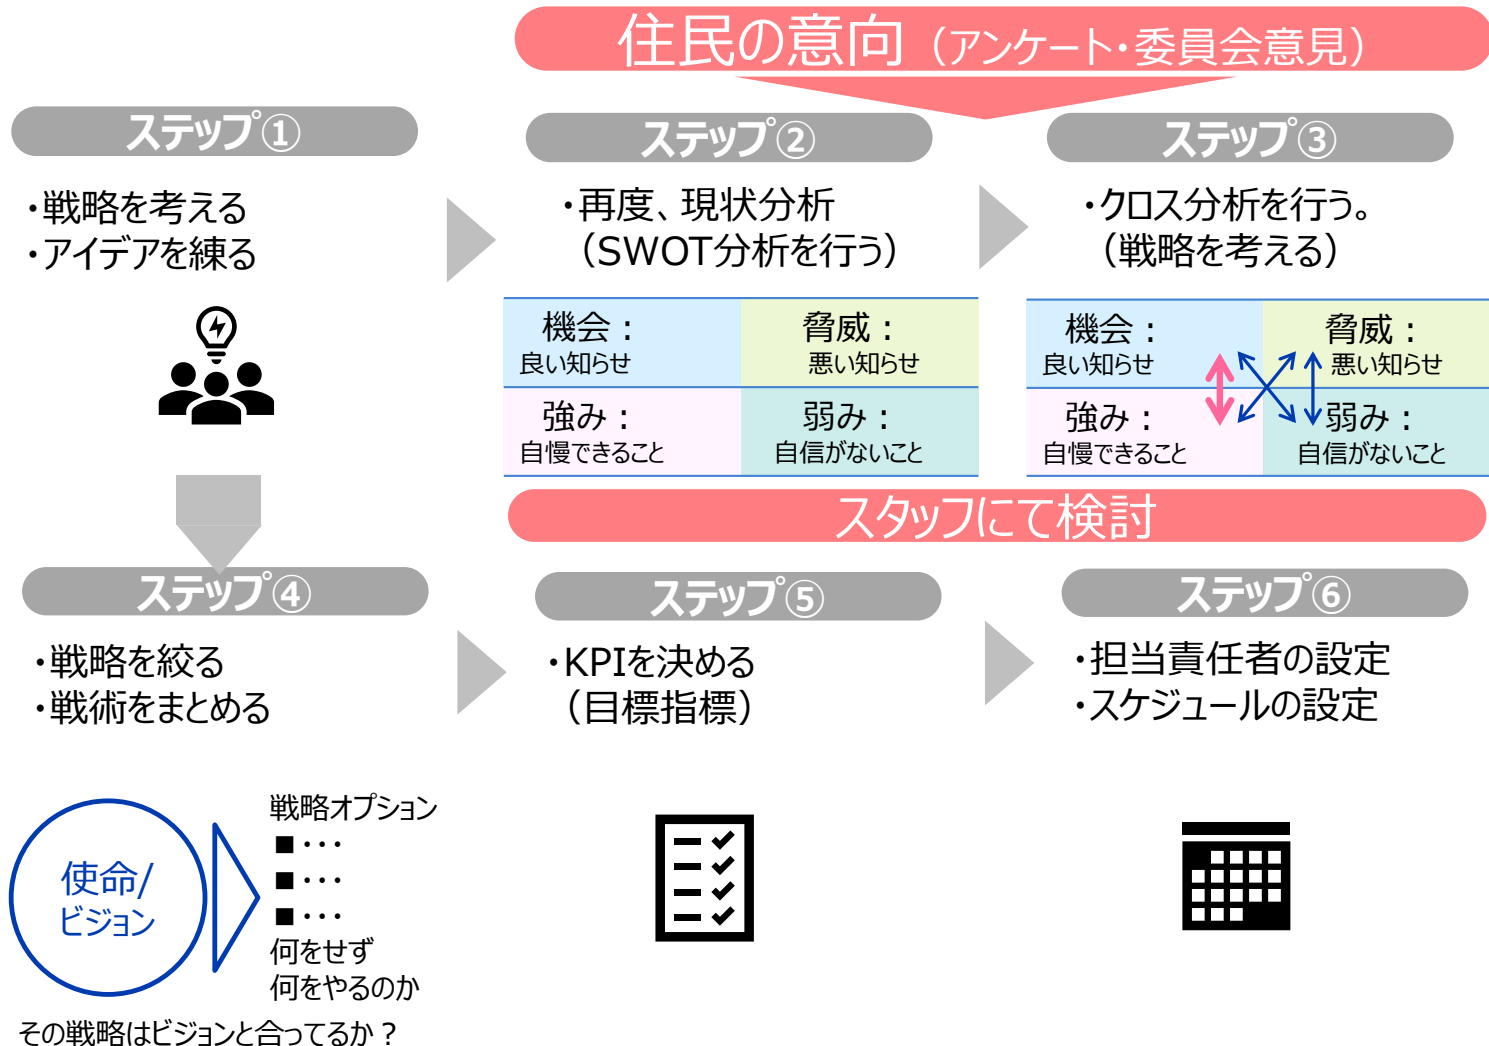 住民の意向（アンケート・委員会意見）
ステップ①
・戦略を考える
・アイデアを練る
ステップ②
・再度、現状分析
（SWOT分析を行う）
機会：
良い知らせ
脅威：
悪い知らせ
強み：
自慢できること
弱み：
自信がないこと
ステップ③
・クロス分析を行う。
（戦略を考える）
機会：
良い知らせ
脅威：
悪い知らせ
強み：
自慢できること
弱み：
自信がないこと
スタッフにて検討
ステップ④
・戦略を絞る
・戦術をまとめる
使命/
ビジョン
戦略オプション
■・・・
■・・・
■・・・
何をせず
何をやるのか
その戦略はビジョンと合ってるか？
ステップ⑤
・KPIを決める
（目標指標）
ステップ⑥
・担当責任者の設定
・スケジュールの設定